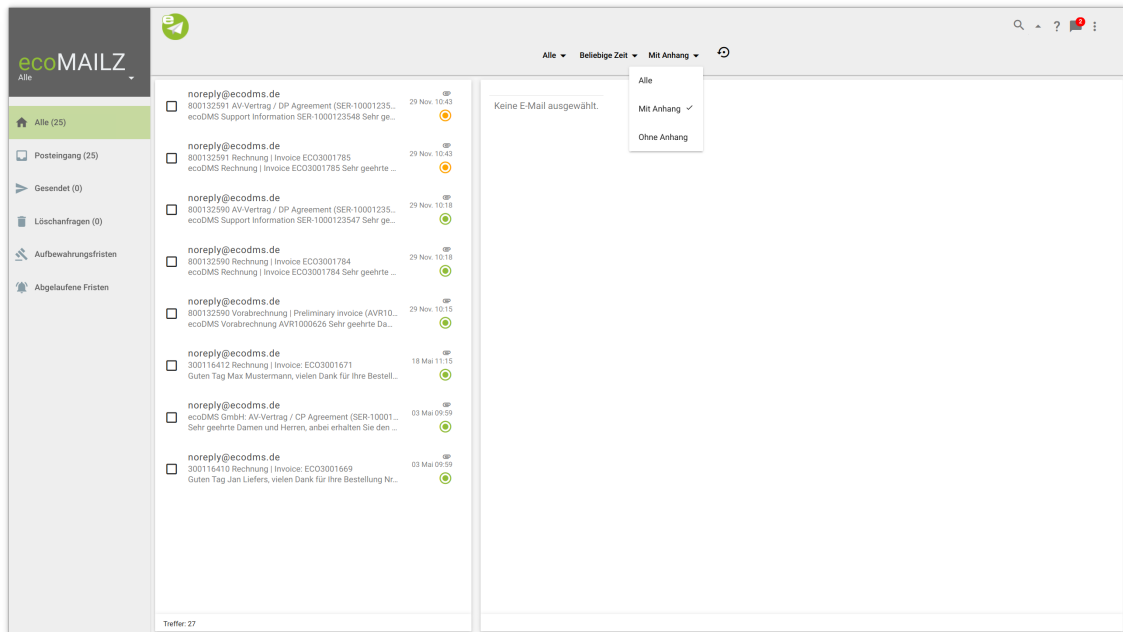 ecoMAILZ
Alle
Alle (25)
Posteingang (25)
Gesendet (0)
Löschanfragen (0)
Aufbewahrungsfristen
Abgelaufene Fristen
e
? 2
Alle Beliebige Zeit Mit Anhang
Alle
Mit Anhang
Ohne Anhang
noreply@ecodms.de
800132591 AV-Vertrag / DP Agreement (SER-10001235... 29 Nov. 10:43
ecoDMS Support Information SER-1000123548 Sehr ge...
noreply@ecodms.de
800132591 Rechnung | Invoice ECO3001785 29 Nov. 10:43
ecoDMS Rechnung | Invoice ECO3001785 Sehr geehrte ...
noreply@ecodms.de
800132590 AV-Vertrag / DP Agreement (SER-10001235... 29 Nov. 10:18
ecoDMS Support Information SER-1000123547 Sehr ge...
noreply@ecodms.de
800132590 Rechnung | Invoice ECO3001784 29 Nov. 10:18
ecoDMS Rechnung | Invoice ECO3001784 Sehr geehrte ...
noreply@ecodms.de
800132590 Vorabrechnung | Preliminary invoice (AVR10... 29 Nov. 10:15
ecoDMS Vorabrechnung AVR1000626 Sehr geehrte Da...
noreply@ecodms.de
300116412 Rechnung | Invoice: ECO3001671 18 Mai 11:15
Guten Tag Max Mustermann, vielen Dank für Ihre Bestell...
noreply@ecodms.de
ecoDMS GmbH: AV-Vertrag / CP Agreement (SER-10001... 03 Mai 09:59
Sehr geehrte Damen und Herren, anbei erhalten Sie den ...
noreply@ecodms.de
300116410 Rechnung | Invoice: ECO3001669 03 Mai 09:59
Guten Tag Jan Liefers, vielen Dank für Ihre Bestellung Nr...
Treffer: 27
Keine E-Mail ausgewählt.